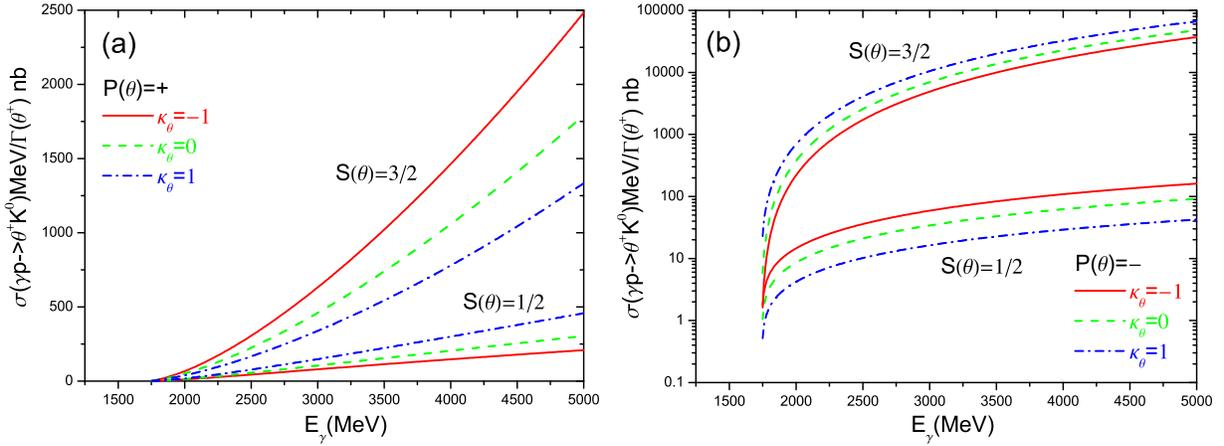 (a)
P(θ)=+
κθ=−1
κθ=0
κθ=1
S(θ)=3/2
S(θ)=1/2
σ(γp->θ⁺K⁰)MeV/Γ(θ⁺) nb
2500
2000
1500
1000
500
0
1500 2000 2500 3000 3500 4000 4500 5000
Eγ(MeV)
(b)
S(θ)=3/2
S(θ)=1/2
P(θ)=−
κθ=−1
κθ=0
κθ=1
σ(γp->θ⁺K⁰)MeV/Γ(θ⁺) nb
100000
10000
1000
100
10
1
0.1
1500 2000 2500 3000 3500 4000 4500 5000
Eγ(MeV)